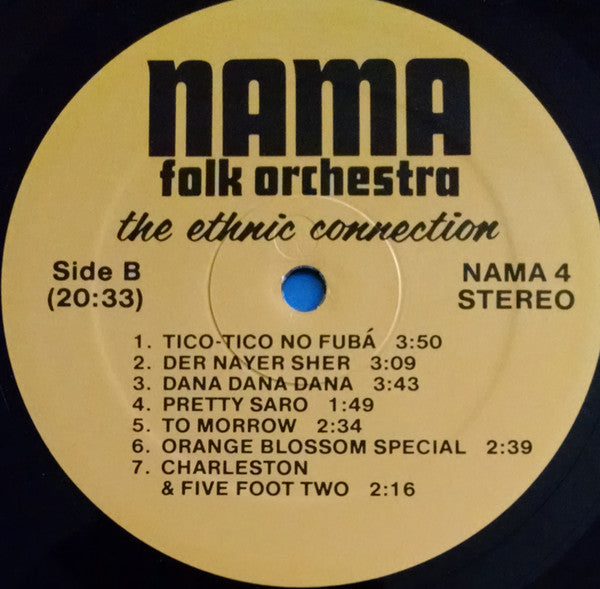 nama
folk orchestra
the ethnic connection
Side B
(20:33)
NAMA 4
STEREO
1. TICO-TICO NO FUBÁ 3:50
2. DER NAYER SHER 3:09
3. DANA DANA DANA 3:43
4. PRETTY SARO 1:49
5. TO MORROW 2:34
6. ORANGE BLOSSOM SPECIAL 2:39
7. CHARLESTON
& FIVE FOOT TWO 2:16